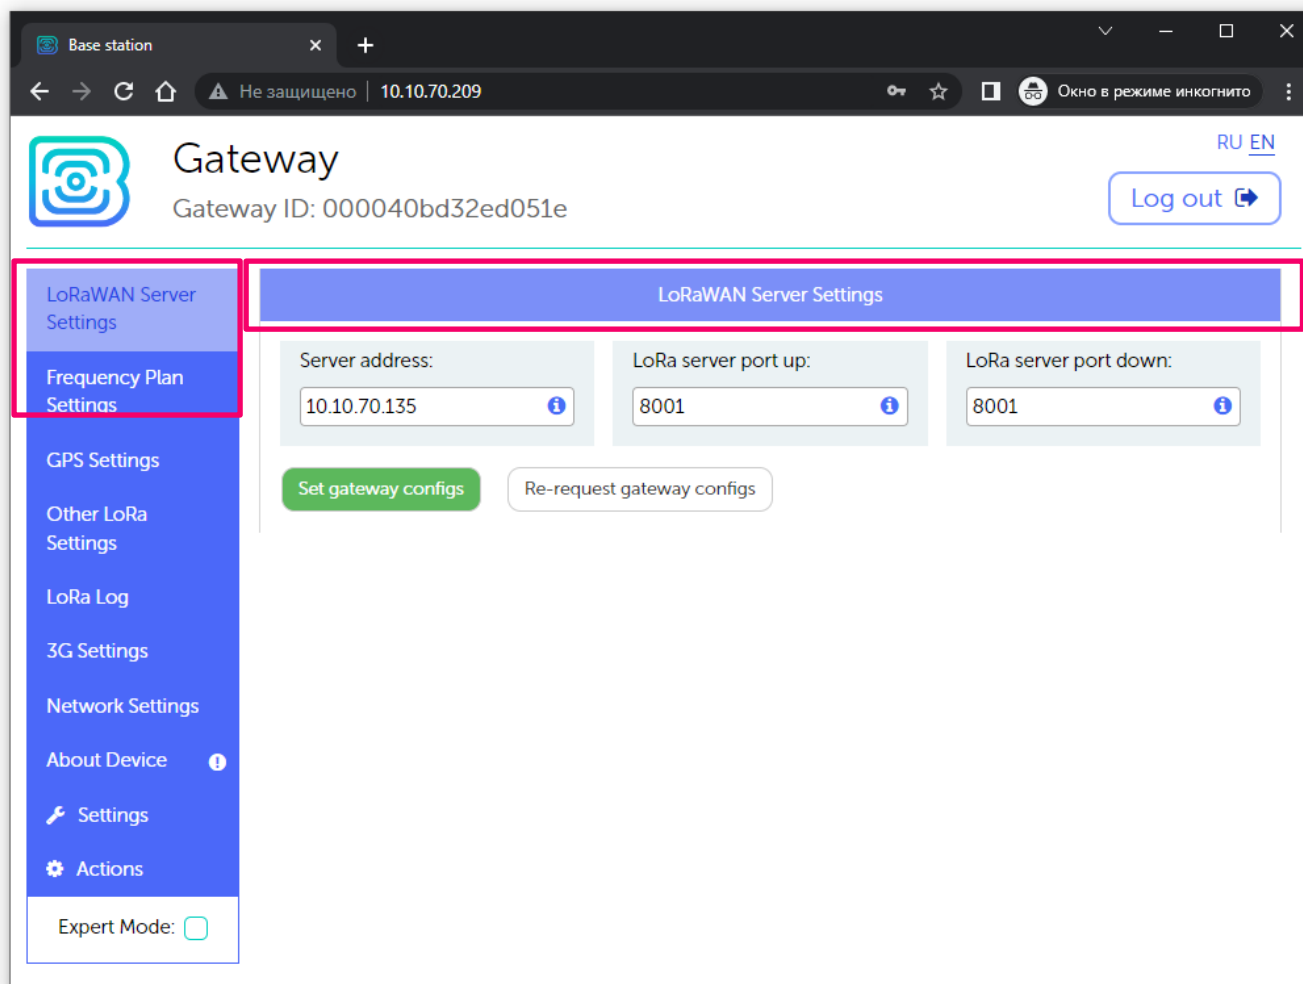 Base station
Не защищено | 10.10.70.209
Окно в режиме инкогнито
Gateway
Gateway ID: 000040bd32ed051e
RU EN
Log out
LoRaWAN Server
Settings
Frequency Plan
Settings
GPS Settings
Other LoRa
Settings
LoRa Log
3G Settings
Network Settings
About Device
Settings
Actions
Expert Mode:
LoRaWAN Server Settings
Server address:
10.10.70.135
LoRa server port up:
8001
LoRa server port down:
8001
Set gateway configs
Re-request gateway configs